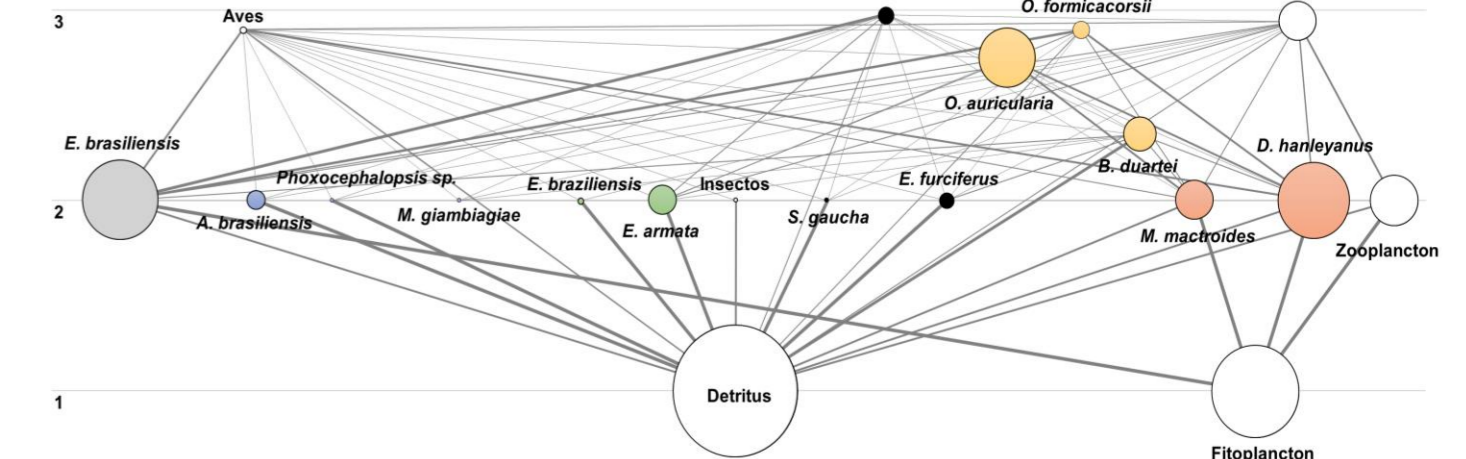 O. formicacorsii
Aves
3
O. auricularia
E. brasiliensis
D. hanleyanus
B. duartei
Phoxocephalopsis sp.
E. braziliensis
Insectos
E. furciferus
2
A. brasiliensis
M. giambiagiae
E. armata
S. gaucha
M. mactroides
Zooplancton
Detritus
1
Fitoplancton